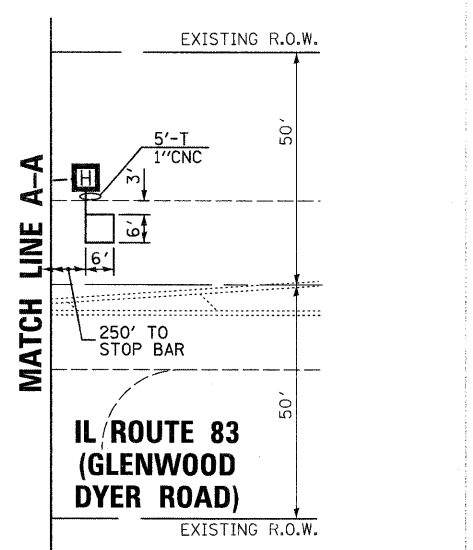 EXISTING R.O.W.
50'
5'-T
1"CNC
H
3'
MATCH LINE A-A
6'
6'
250' TO
STOP BAR
50'
IL ROUTE 83
(GLENWOOD
DYER ROAD)
EXISTING R.O.W.